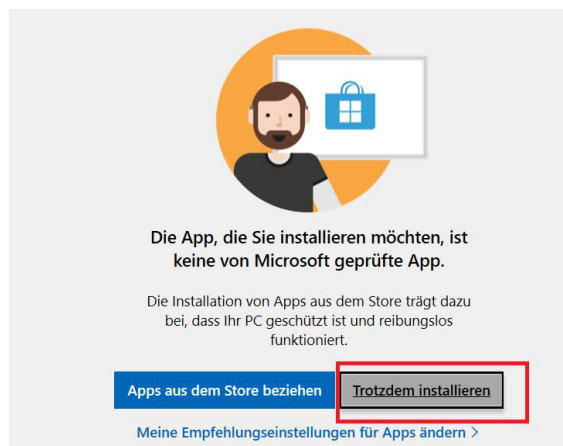 Die App, die Sie installieren möchten, ist
keine von Microsoft geprüfte App.
Die Installation von Apps aus dem Store trägt dazu
bei, dass Ihr PC geschützt ist und reibungslos
funktioniert.
Apps aus dem Store beziehen Trotzdem installieren
Meine Empfehlungseinstellungen für Apps ändern >